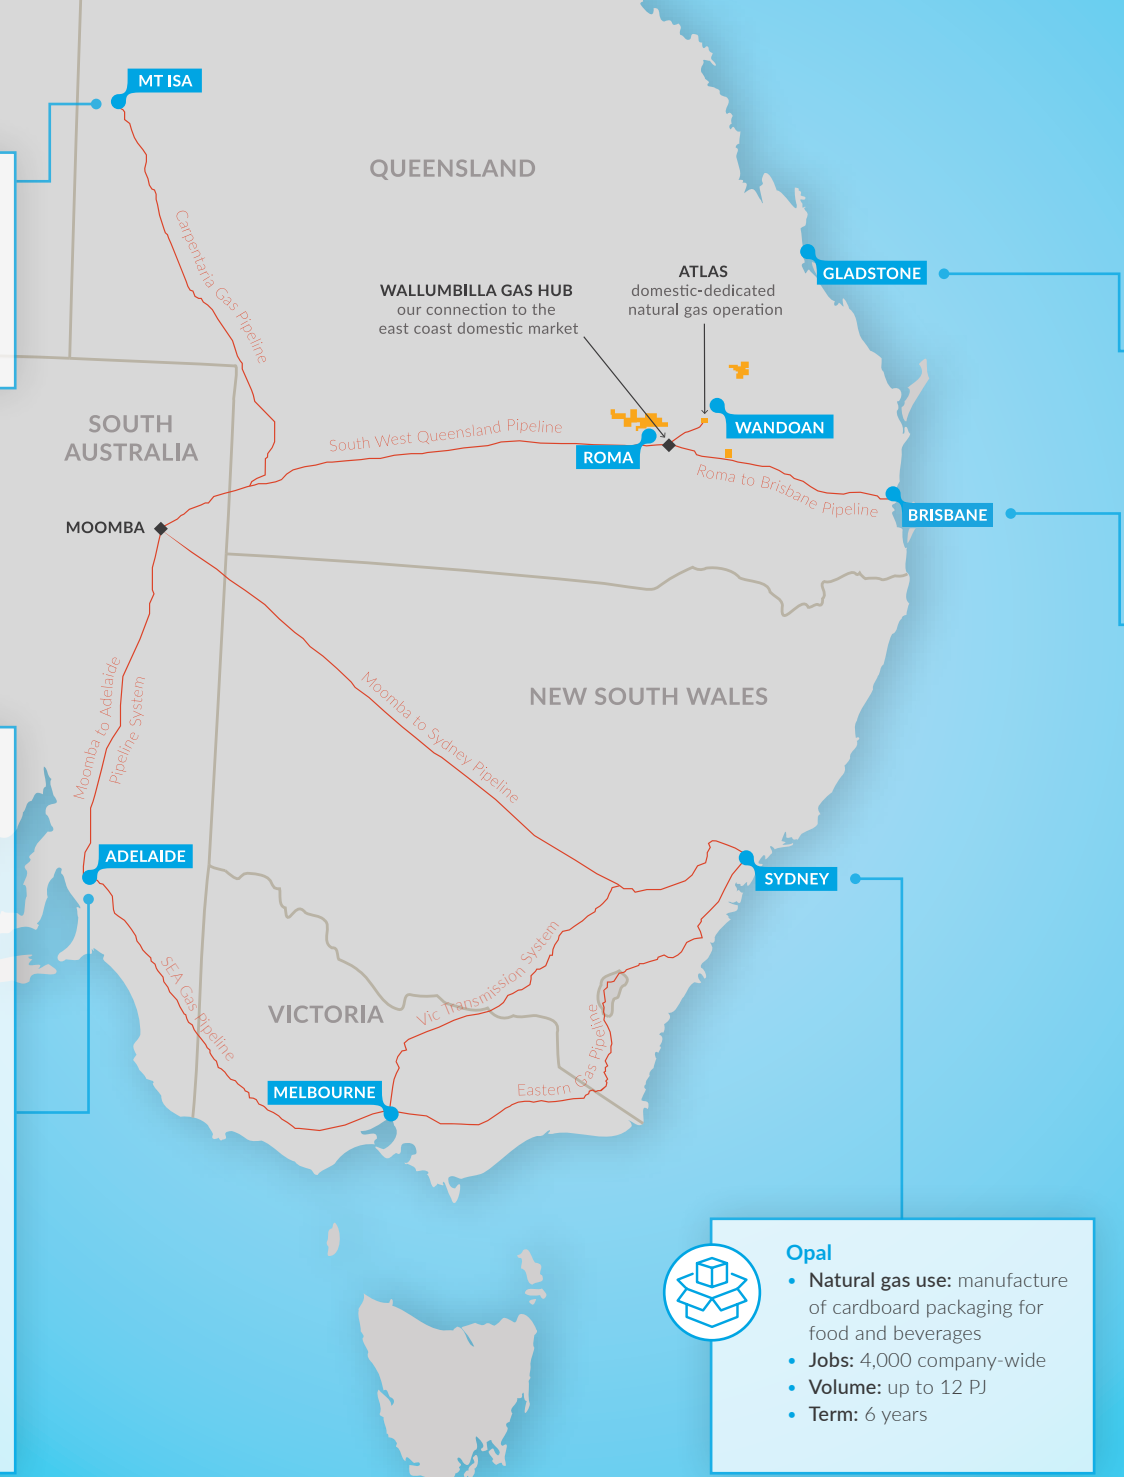 MT ISA
QUEENSLAND
Carpentaria Gas Pipeline
GLADSTONE
ATLAS
domestic-dedicated
natural gas operation
WALLUMBILLA GAS HUB
our connection to the
east coast domestic market
SOUTH
AUSTRALIA
South West Queensland Pipeline
WANDOAN
ROMA
Roma to Brisbane Pipeline
BRISBANE
MOOMBA
Moomba to Adelaide
Pipeline System
NEW SOUTH WALES
Moomba to Sydney Pipeline
ADELAIDE
SYDNEY
SEA Gas Pipeline
VICTORIA
Vic Transmission System
Eastern Gas Pipeline
MELBOURNE
Opal
• Natural gas use: manufacture
of cardboard packaging for
food and beverages
• Jobs: 4,000 company-wide
• Volume: up to 12 PJ
• Term: 6 years